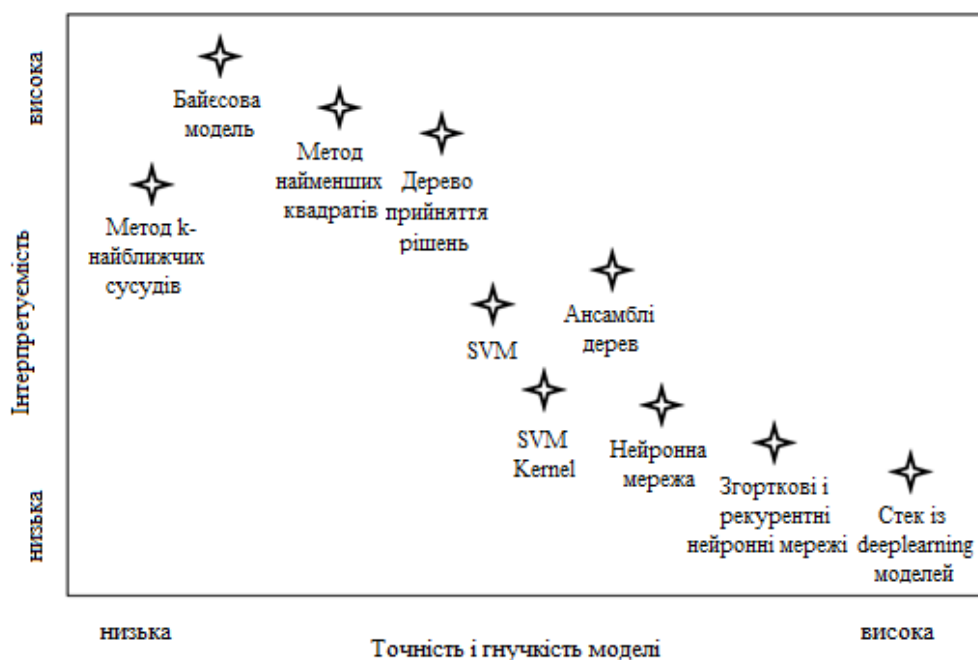 висока
Інтерпретуємість
низька
Байєсова
модель
Метод
найменших
квадратів
Дерево
прийняття
рішень
Метод k-
найближчих
сусудів
SVM
Ансамблі
дерев
SVM
Kernel
Нейронна
мережа
Згорткові і
рекурентні
нейронні мережі
Стек із
deeplearning
моделей
низька
Точність і гнучкість моделі
висока